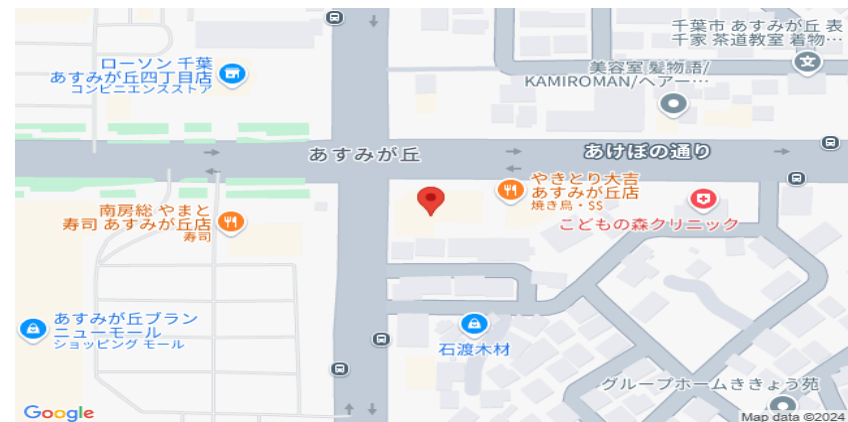 千葉市 あすみが丘 表
千家 茶道教室 着物…
ローソン 千葉
あすみが丘四丁目店
コンビニエンスストア
美容室 髪物語/
KAMIROMAN/ヘアー…
あすみが丘
あけぼの通り
やきとり大吉
あすみが丘店
焼き鳥・SS
南房総 やまと
寿司 あすみが丘店
寿司
こどもの森クリニック
あすみが丘ブラン
ニューモール
ショッピング モール
石渡木材
グループホームききょう苑
Google
Map data ©2024